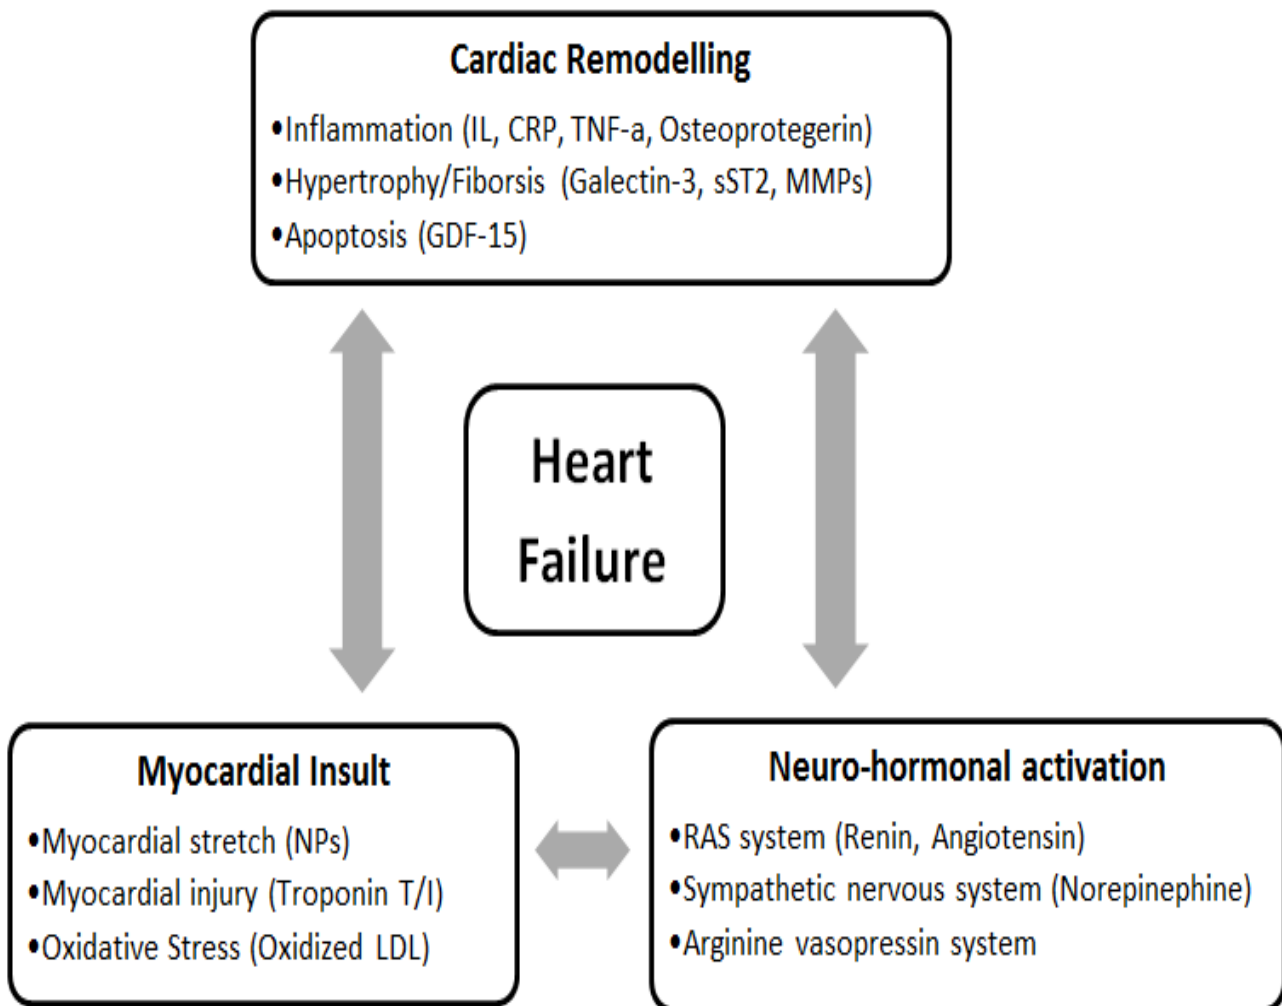 Cardiac Remodelling
•Inflammation (IL, CRP, TNF-a, Osteoprotegerin)
•Hypertrophy/Fiborsis (Galectin-3, sST2, MMPs)
•Apoptosis (GDF-15)
Heart
Failure
Myocardial Insult
•Myocardial stretch (NPs)
•Myocardial injury (Troponin T/I)
•Oxidative Stress (Oxidized LDL)
Neuro-hormonal activation
•RAS system (Renin, Angiotensin)
•Sympathetic nervous system (Norepinephine)
•Arginine vasopressin system